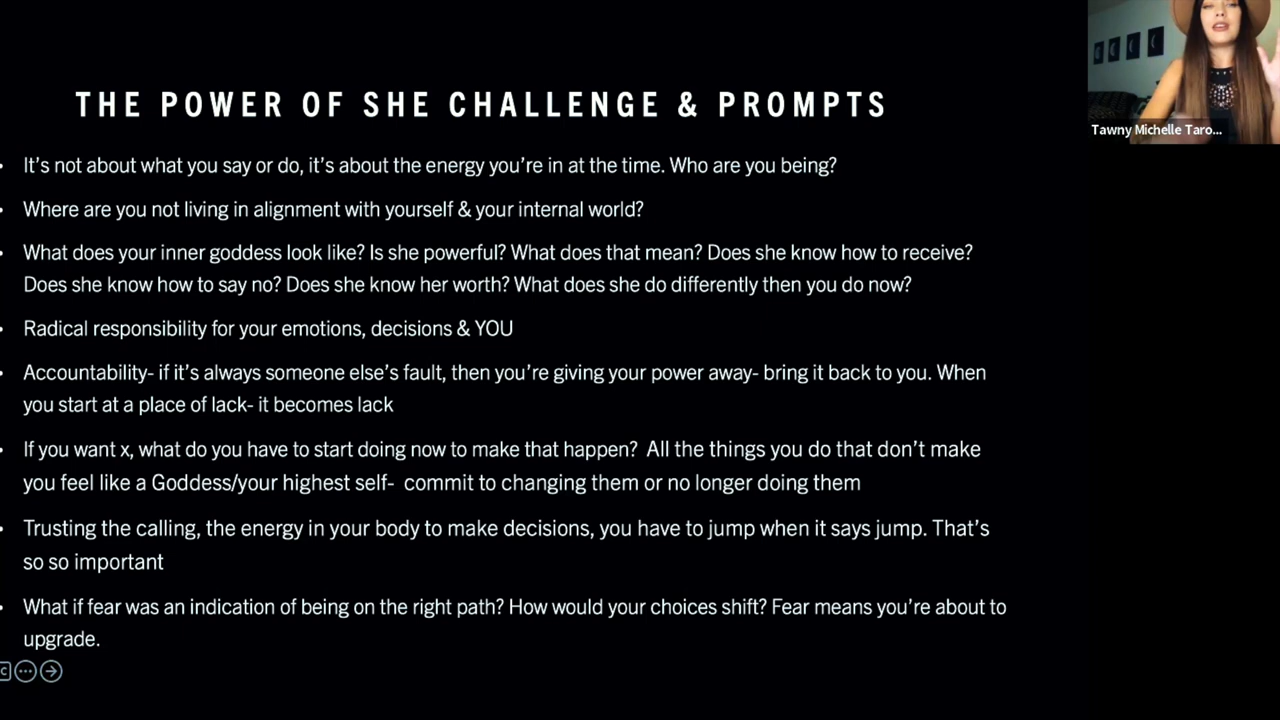 THE POWER OF SHE CHALLENGE & PROMPTS
Tawny Michelle Taro...
• It's not about what you say or do, it's about the energy you're in at the time. Who are you being?
• Where are you not living in alignment with yourself & your internal world?
• What does your inner goddess look like? Is she powerful? What does that mean? Does she know how to receive?
Does she know how to say no? Does she know her worth? What does she do differently then you do now?
• Radical responsibility for your emotions, decisions & YOU
• Accountability- if it's always someone else's fault, then you're giving your power away- bring it back to you. When
you start at a place of lack- it becomes lack
• If you want x, what do you have to start doing now to make that happen?  All the things you do that don't make
you feel like a Goddess/your highest self-  commit to changing them or no longer doing them
• Trusting the calling, the energy in your body to make decisions, you have to jump when it says jump. That's
so so important
• What if fear was an indication of being on the right path? How would your choices shift? Fear means you're about to
upgrade.